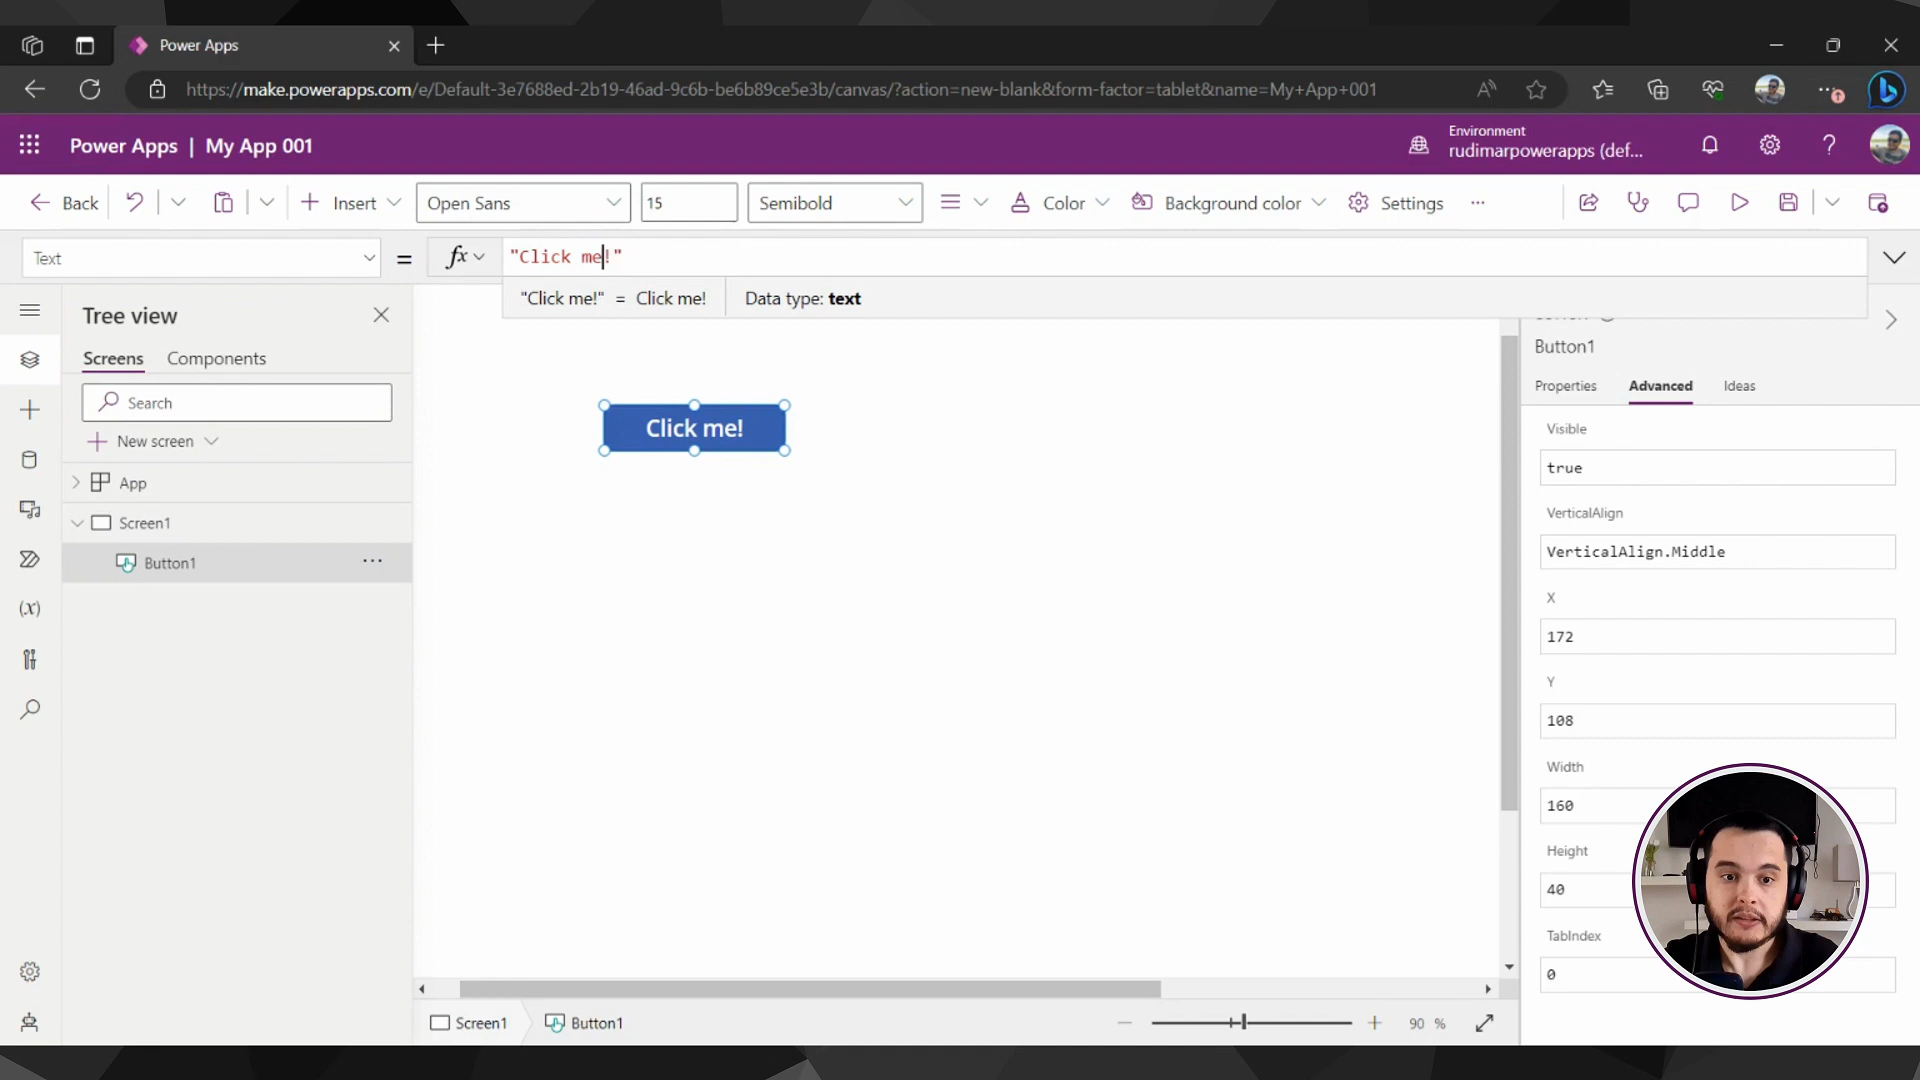 Power Apps
https://make.powerapps.com/e/Default-3e7688ed-2b19-46ad-9c6b-be6b89ce5e3b/canvas/?action=new-blank&form-factor=tablet&name=My+App+001
Power Apps | My App 001
Environment
rudimarpowerapps (def...
Back
Insert
Open Sans
15
Semibold
Color
Background color
Settings
Text
=
fx
"Click me!"
"Click me!" = Click me!
Data type: text
Tree view
Screens
Components
Search
New screen
App
Screen1
Button1
Click me!
Button1
Properties
Advanced
Ideas
Visible
true
VerticalAlign
VerticalAlign.Middle
X
172
Y
108
Width
160
Height
40
TabIndex
0
Screen1
Button1
90 %